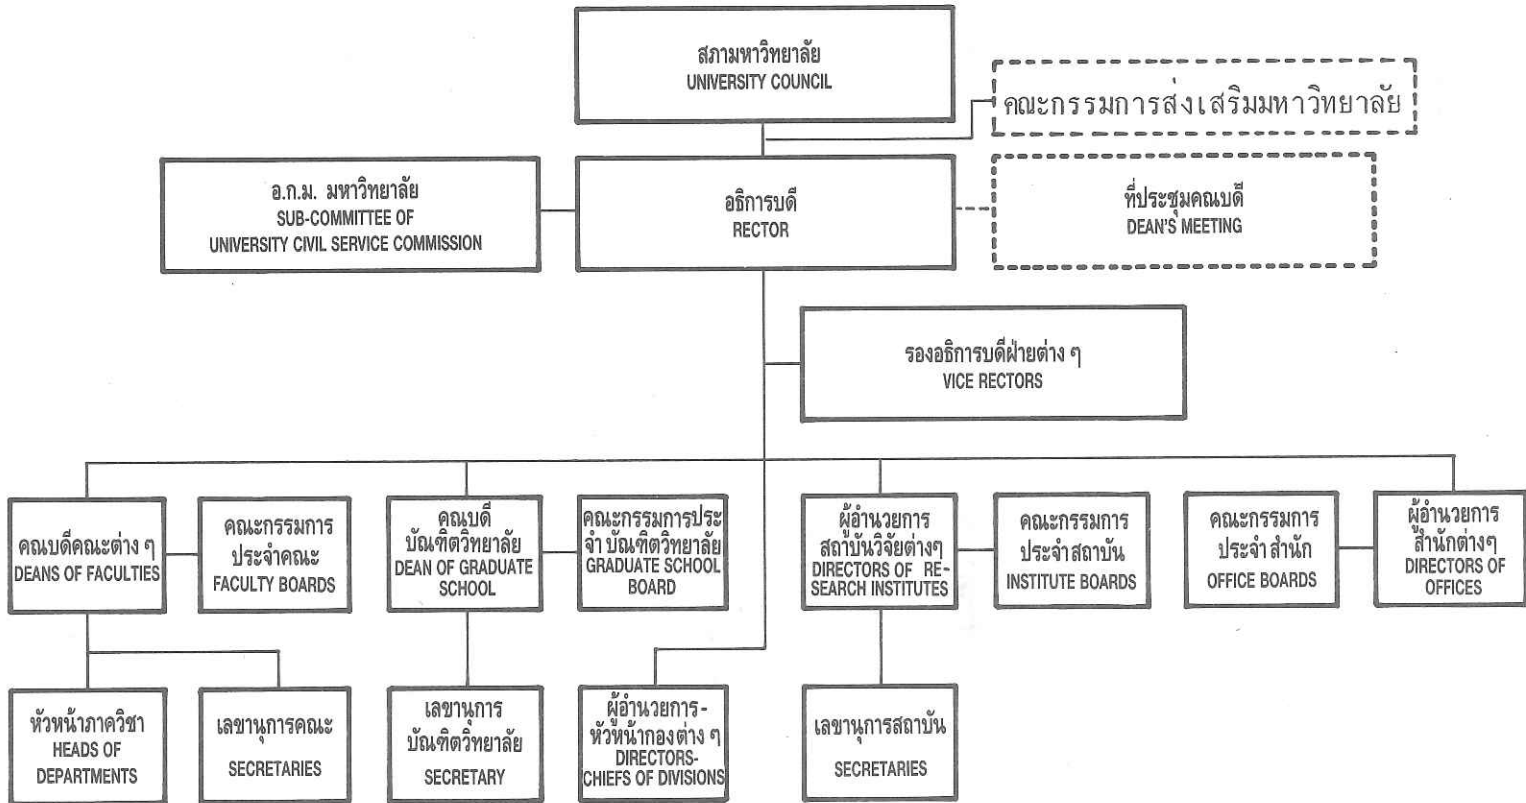 สภามหาวิทยาลัย
UNIVERSITY COUNCIL
คณะกรรมการส่งเสริมมหาวิทยาลัย
อ.ก.ม. มหาวิทยาลัย
SUB-COMMITTEE OF
UNIVERSITY CIVIL SERVICE COMMISSION
อธิการบดี
RECTOR
ที่ประชุมคณบดี
DEAN'S MEETING
รองอธิการบดีฝ่ายต่าง ๆ
VICE RECTORS
คณบดีคณะต่าง ๆ
DEANS OF FACULTIES
คณะกรรมการ
ประจำคณะ
FACULTY BOARDS
คณบดี
บัณฑิตวิทยาลัย
DEAN OF GRADUATE
SCHOOL
คณะกรรมการประ
จำ บัณฑิตวิทยาลัย
GRADUATE SCHOOL
BOARD
ผู้อำนวยการ
สถาบันวิจัยต่างๆ
DIRECTORS OF RE-
SEARCH INSTITUTES
คณะกรรมการ
ประจำ สถาบัน
INSTITUTE BOARDS
คณะกรรมการ
ประจำ สำนัก
OFFICE BOARDS
ผู้อำนวยการ
สำนักต่างๆ
DIRECTORS OF
OFFICES
หัวหน้าภาควิชา
HEADS OF
DEPARTMENTS
เลขานุการคณะ
SECRETARIES
เลขานุการ
บัณฑิตวิทยาลัย
SECRETARY
ผู้อำนวยการ-
หัวหน้ากองต่าง ๆ
DIRECTORS-
CHIEFS OF DIVISIONS
เลขานุการสถาบัน
SECRETARIES